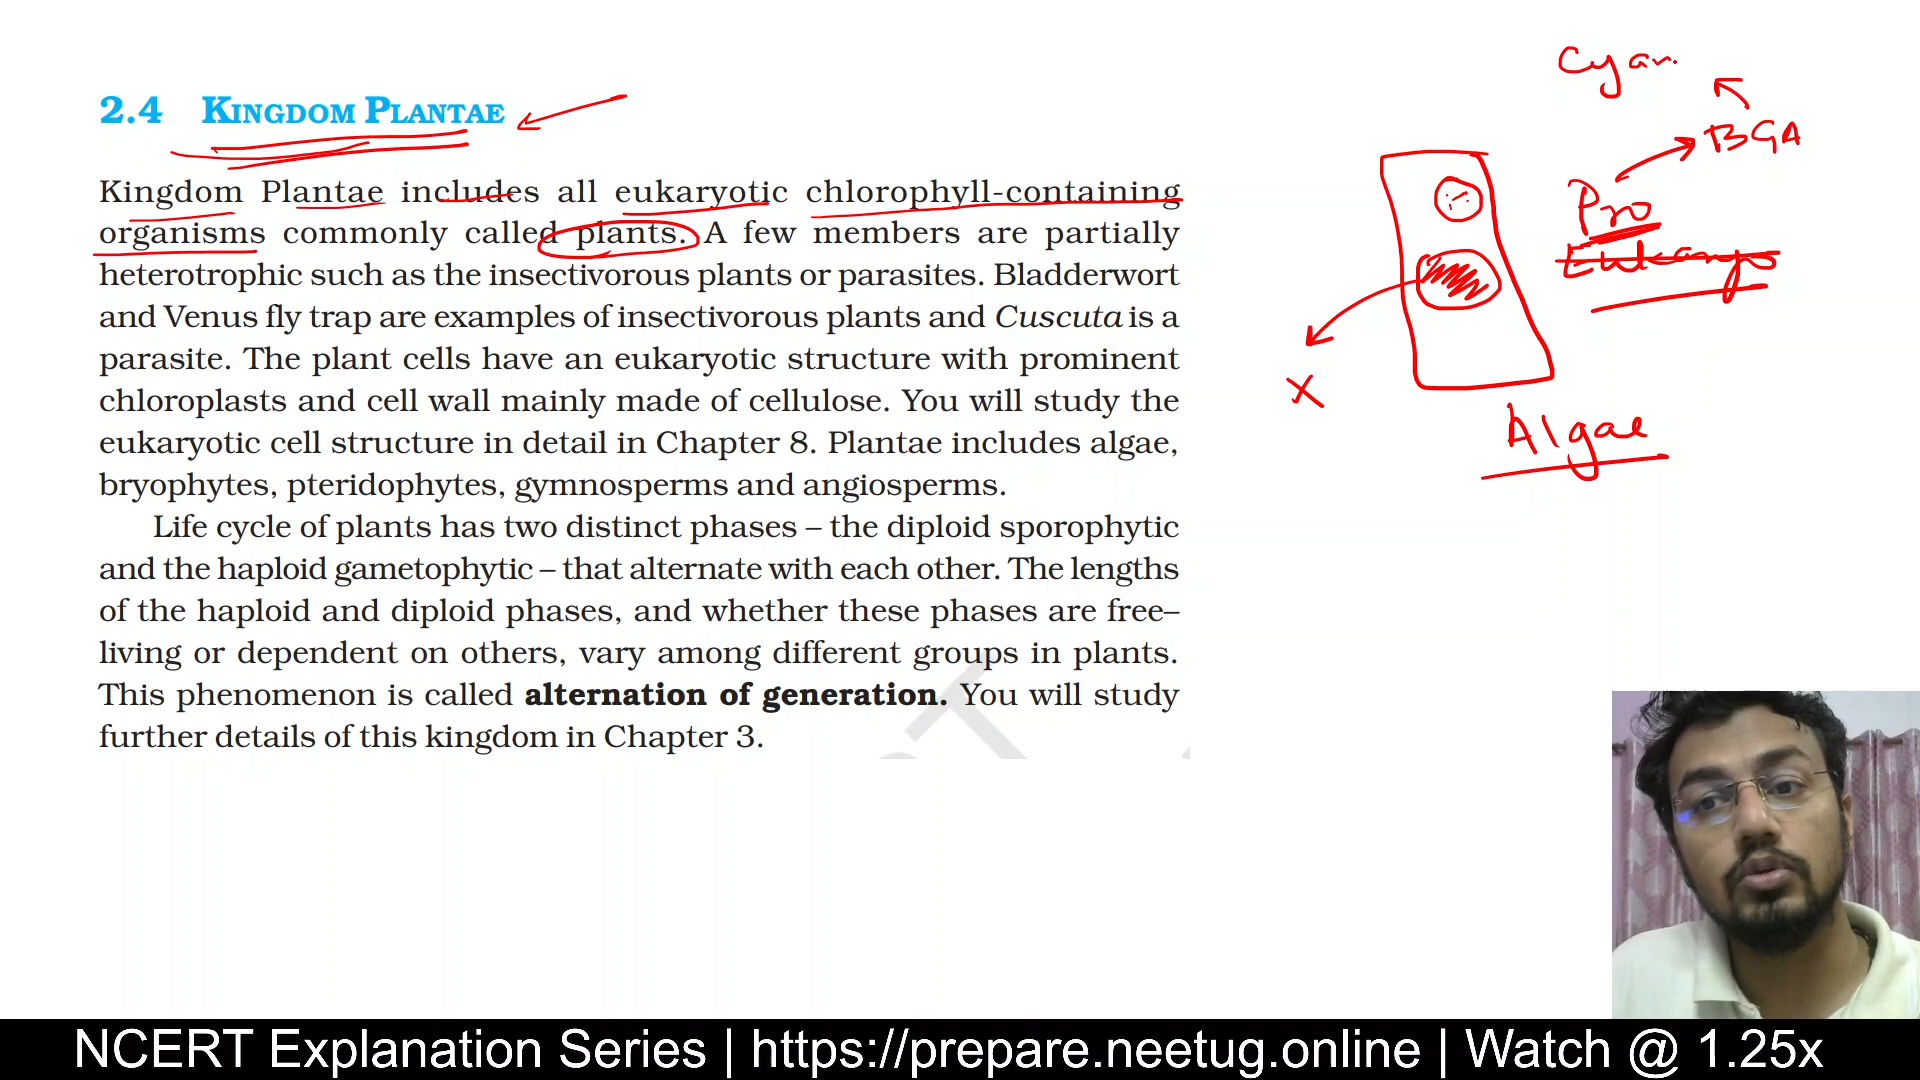 2.4 KINGDOM PLANTAE
Kingdom Plantae includes all eukaryotic chlorophyll-containing
organisms commonly called plants. A few members are partially
heterotrophic such as the insectivorous plants or parasites. Bladderwort
and Venus fly trap are examples of insectivorous plants and Cuscuta is a
parasite. The plant cells have an eukaryotic structure with prominent
chloroplasts and cell wall mainly made of cellulose. You will study the
eukaryotic cell structure in detail in Chapter 8. Plantae includes algae,
bryophytes, pteridophytes, gymnosperms and angiosperms.
Life cycle of plants has two distinct phases – the diploid sporophytic
and the haploid gametophytic – that alternate with each other. The lengths
of the haploid and diploid phases, and whether these phases are free–
living or dependent on others, vary among different groups in plants.
This phenomenon is called alternation of generation. You will study
further details of this kingdom in Chapter 3.
Cyan.
BGA
Pro
Eukaryo
X
Algae
NCERT Explanation Series | https://prepare.neetug.online | Watch @ 1.25x